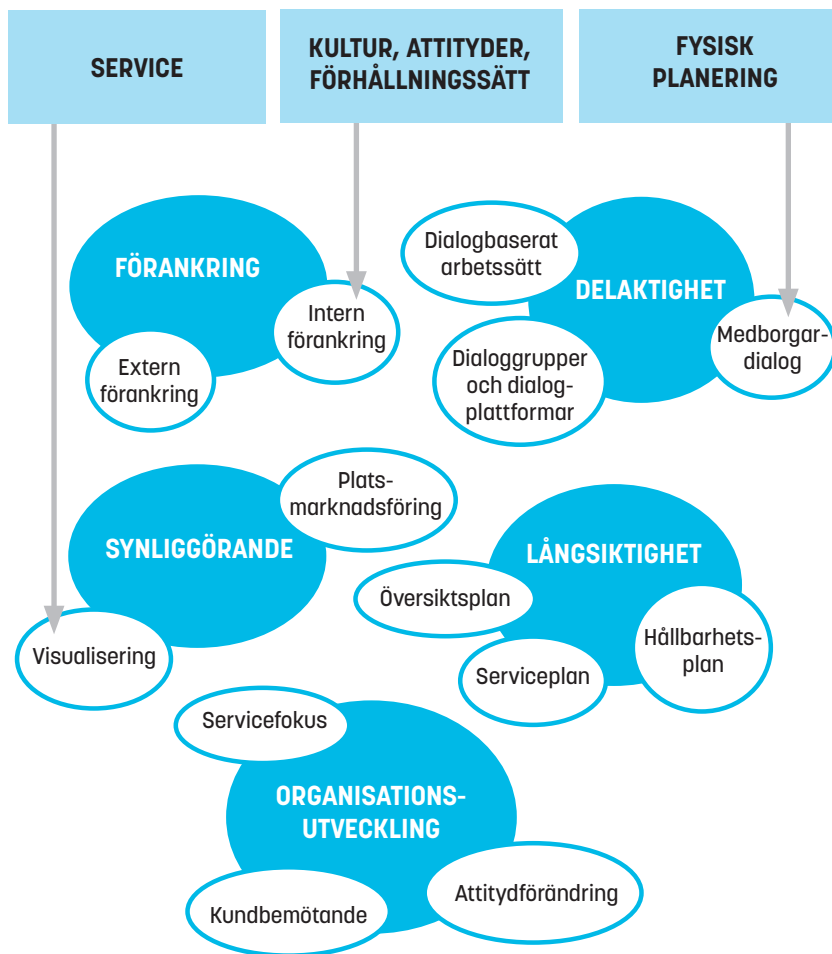 SERVICE
KULTUR, ATTITYDER,
FÖRHÅLLNINGSSÄTT
FYSISK
PLANERING
FÖRANKRING
Intern
förankring
Extern
förankring
Dialogbaserat
arbetssätt
DELAKTIGHET
Dialoggrupper
och dialog-
plattformar
Medborgar-
dialog
Plats-
marknadsföring
SYNLIGGÖRANDE
Visualisering
LÅNGSIKTIGHET
Översiktsplan
Serviceplan
Hållbarhets-
plan
Servicefokus
ORGANISATIONS-
UTVECKLING
Kundbemötande
Attitydförändring